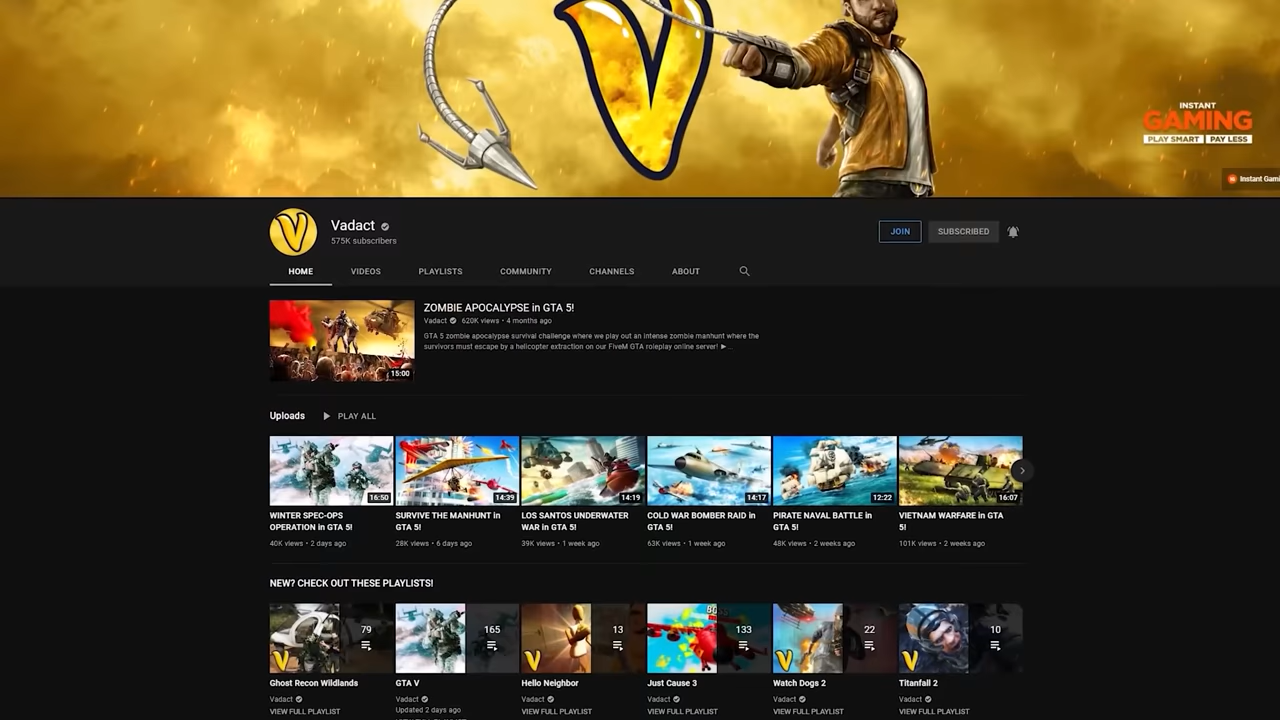 INSTANT
GAMING
PLAY SMART PAY LESS
Instant Gami
Vadact
575K subscribers
JOIN
SUBSCRIBED
HOME
VIDEOS
PLAYLISTS
COMMUNITY
CHANNELS
ABOUT
ZOMBIE APOCALYPSE in GTA 5!
Vadact 620K views • 4 months ago
GTA 5 zombie apocalypse survival challenge where we play out an intense zombie manhunt where the
survivors must escape by a helicopter extraction on our FiveM GTA roleplay online server! ►...
15:00
Uploads
PLAY ALL
16:50
14:39
14:19
14:17
12:22
16:07
WINTER SPEC-OPS
OPERATION in GTA 5!
40K views • 2 days ago
SURVIVE THE MANHUNT in
GTA 5!
28K views • 6 days ago
LOS SANTOS UNDERWATER
WAR in GTA 5!
39K views • 1 week ago
COLD WAR BOMBER RAID in
GTA 5!
63K views • 1 week ago
PIRATE NAVAL BATTLE in
GTA 5!
48K views • 2 weeks ago
VIETNAM WARFARE in GTA
5!
101K views • 2 weeks ago
NEW? CHECK OUT THESE PLAYLISTS!
79
165
13
133
22
10
Ghost Recon Wildlands
Vadact
VIEW FULL PLAYLIST
GTA V
Vadact
Updated 2 days ago
Hello Neighbor
Vadact
VIEW FULL PLAYLIST
Just Cause 3
Vadact
VIEW FULL PLAYLIST
Watch Dogs 2
Vadact
VIEW FULL PLAYLIST
Titanfall 2
Vadact
VIEW FULL PLAYLIST